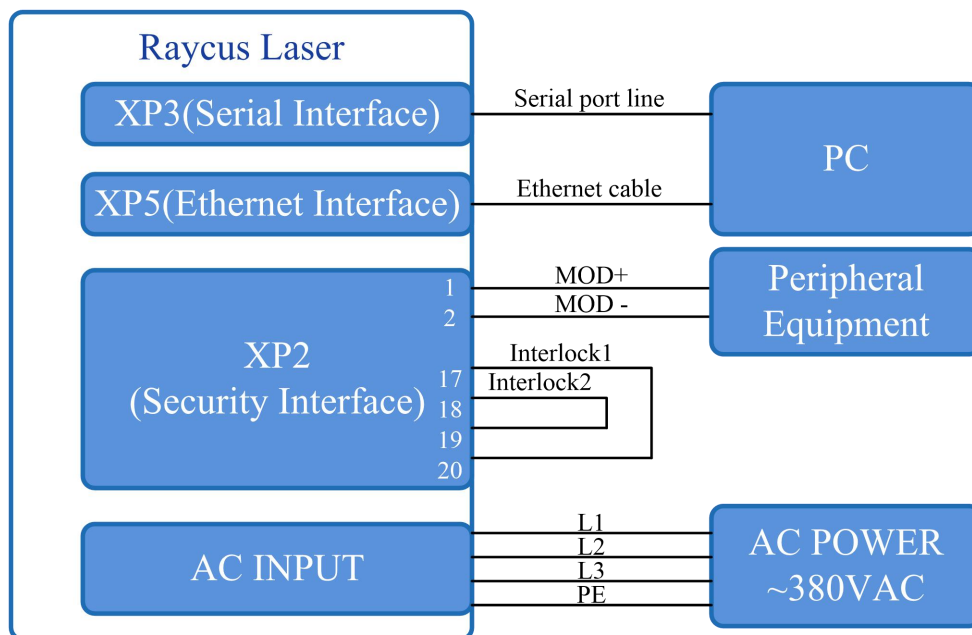 Raycus Laser
XP3(Serial Interface)
Serial port line
PC
XP5(Ethernet Interface)
Ethernet cable
1
MOD+
2
MOD -
Peripheral
Equipment
XP2
(Security Interface)
Interlock1
17
Interlock2
18
19
20
AC INPUT
L1
L2
L3
PE
AC POWER
~380VAC